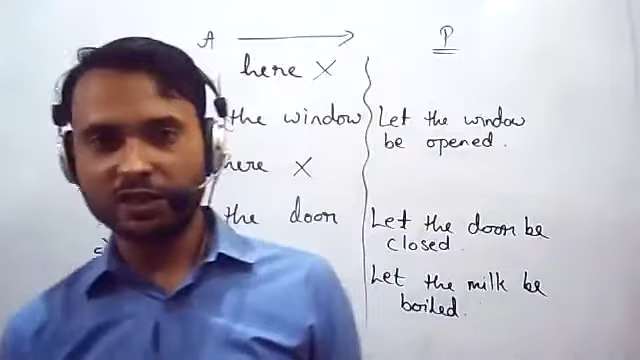 A P
here X
the window Let the window
be opened.
here X
the door Let the door be
closed.
Let the milk be
boiled.